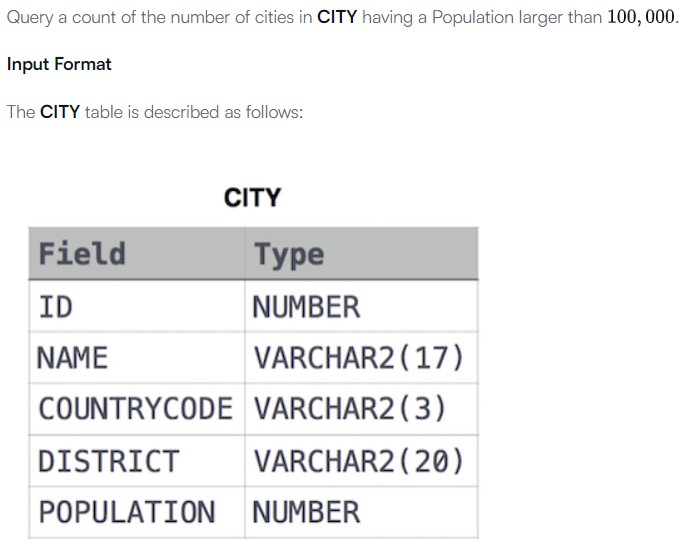 Query a count of the number of cities in CITY having a Population larger than 100, 000.
Input Format
The CITY table is described as follows:
CITY
Field Type
ID NUMBER
NAME VARCHAR2(17)
COUNTRYCODE VARCHAR2(3)
DISTRICT VARCHAR2(20)
POPULATION NUMBER